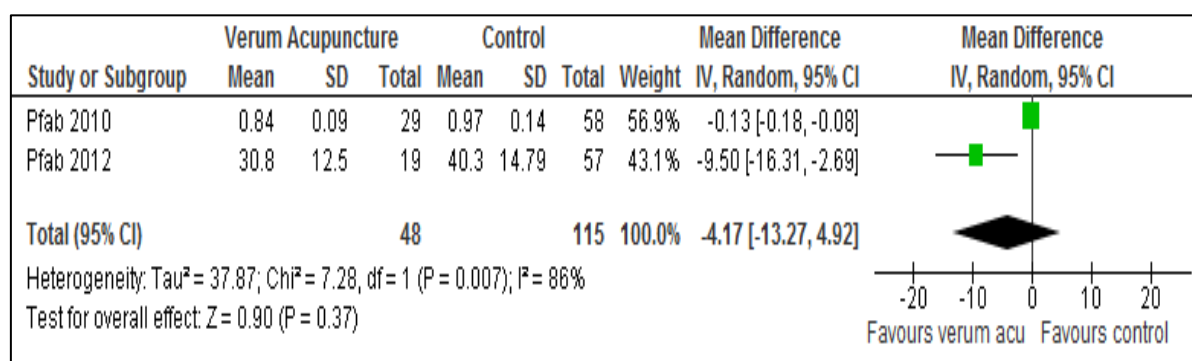 Verum Acupuncture Control Mean Difference Mean Difference
Study or Subgroup Mean SD Total Mean SD Total Weight IV, Random, 95% CI IV, Random, 95% CI
Pfab 2010 0.84 0.09 29 0.97 0.14 58 56.9% -0.13 [-0.18, -0.08]
Pfab 2012 30.8 12.5 19 40.3 14.79 57 43.1% -9.50 [-16.31, -2.69]
Total (95% CI) 48 115 100.0% -4.17 [-13.27, 4.92]
Heterogeneity: Tau² = 37.87; Chi² = 7.28, df = 1 (P = 0.007); I² = 86%
Test for overall effect: Z = 0.90 (P = 0.37)
-20 -10 0 10 20
Favours verum acu Favours control